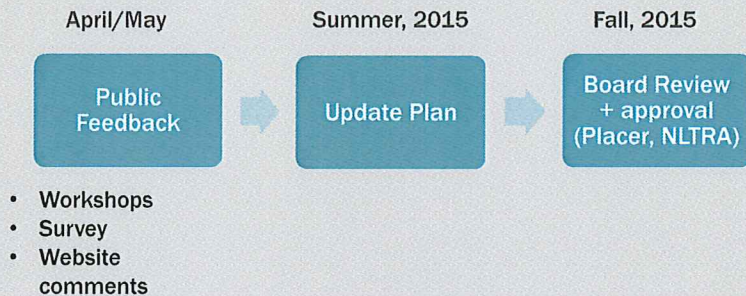 April/May
Summer, 2015
Fall, 2015
Public
Feedback
Update Plan
Board Review
+ approval
(Placer, NLTRA)
• Workshops
• Survey
• Website
comments